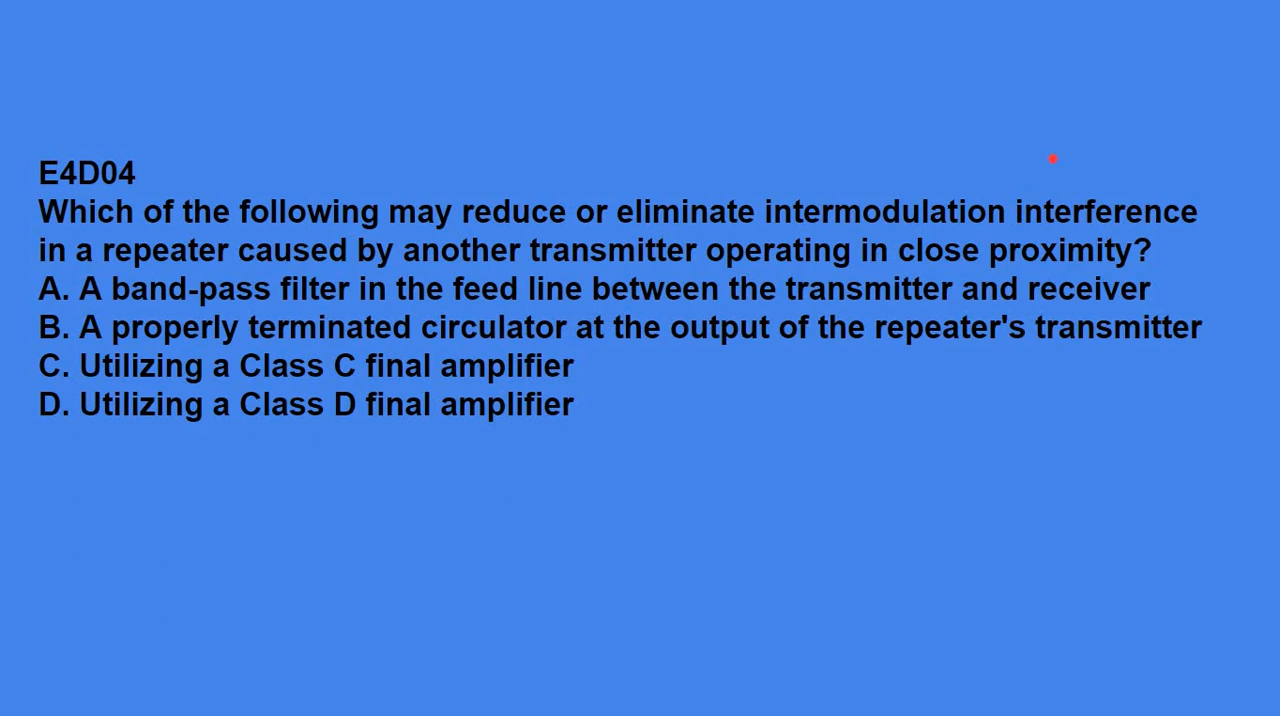 E4D04
Which of the following may reduce or eliminate intermodulation interference
in a repeater caused by another transmitter operating in close proximity?
A. A band-pass filter in the feed line between the transmitter and receiver
B. A properly terminated circulator at the output of the repeater's transmitter
C. Utilizing a Class C final amplifier
D. Utilizing a Class D final amplifier